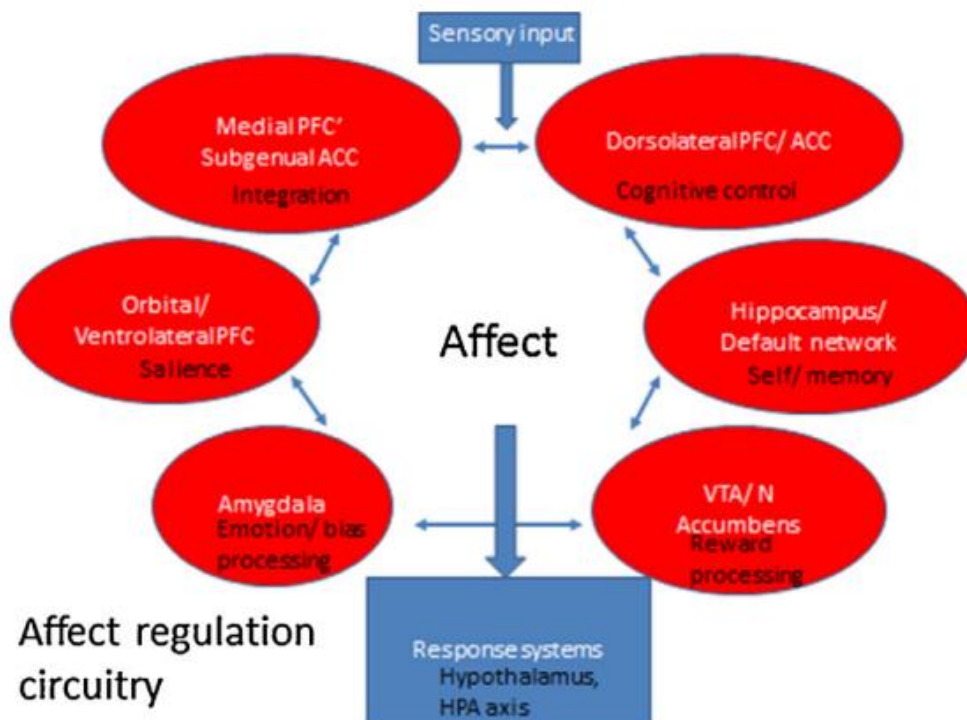 Sensory input
Medial PFC'
Subgenual ACC
Integration
Dorsolateral PFC/ ACC
Cognitive control
Orbital/
Ventrolateral PFC
Salience
Affect
Hippocampus/
Default network
Self/ memory
Amygdala
Emotion/ bias
processing
VTA/ N
Accumbens
Reward
processing
Affect regulation
circuitry
Response systems
Hypothalamus,
HPA axis